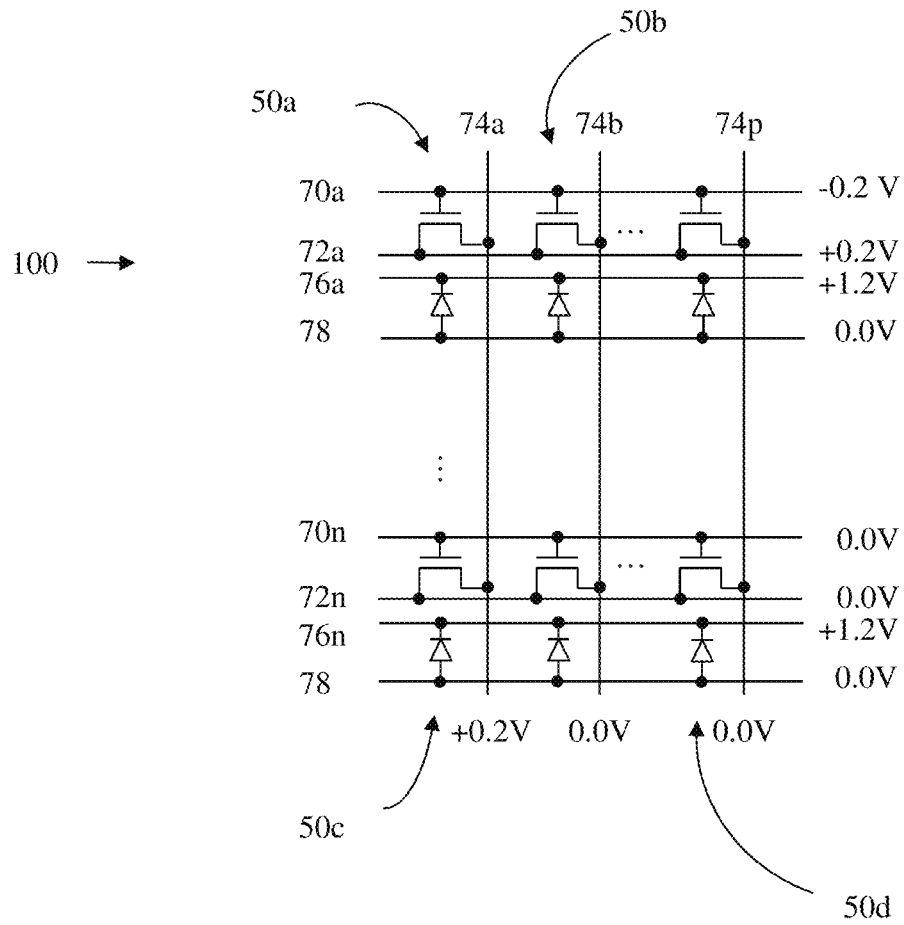 50b
50a
74a 74b 74p
70a -0.2 V
...
100
72a +0.2V
76a +1.2V
78 0.0V
...
70n 0.0V
...
72n 0.0V
76n +1.2V
78 0.0V
+0.2V 0.0V 0.0V
50c
50d